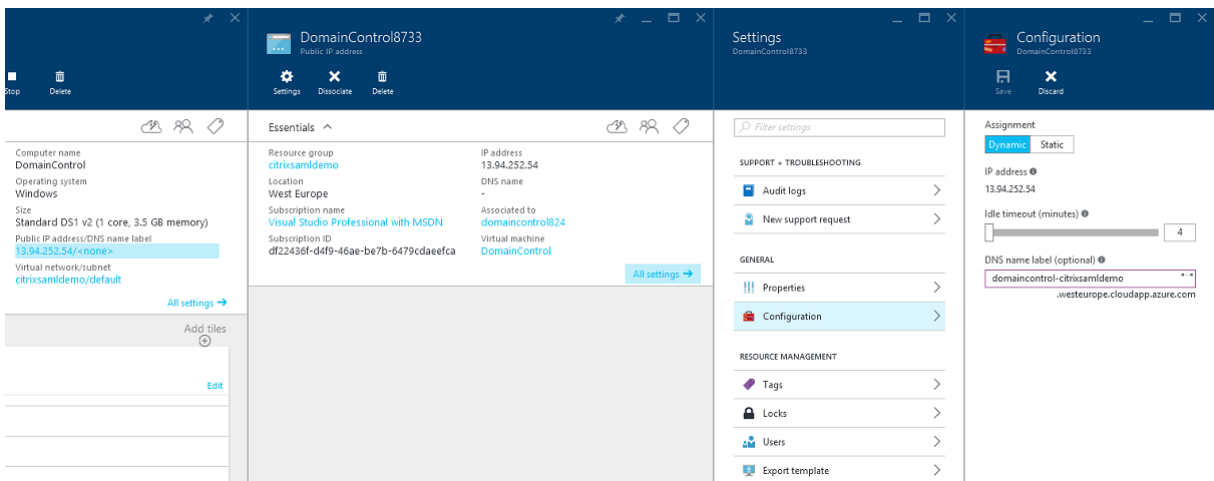 Stop
Delete
Computer name
DomainControl
Operating system
Windows
Size
Standard DS1 v2 (1 core, 3.5 GB memory)
Public IP address/DNS name label
13.94.252.54/<none>
Virtual network/subnet
citrixsamldemo/default
All settings →
Add tiles
Edit
DomainControl8733
Public IP address
Settings
Dissociate
Delete
Essentials
Resource group
citrixsamldemo
Location
West Europe
Subscription name
Visual Studio Professional with MSDN
Subscription ID
df22436f-d4f9-46ae-be7b-6479cdaeefca
IP address
13.94.252.54
DNS name
-
Associated to
domaincontrol824
Virtual machine
DomainControl
All settings →
Settings
DomainControl8733
Filter settings
SUPPORT + TROUBLESHOOTING
Audit logs
New support request
GENERAL
Properties
Configuration
RESOURCE MANAGEMENT
Tags
Locks
Users
Export template
Configuration
DomainControl8733
Save
Discard
Assignment
Dynamic
Static
IP address
13.94.252.54
Idle timeout (minutes)
4
DNS name label (optional)
domaincontrol-citrixsamldemo
.westeurope.cloudapp.azure.com